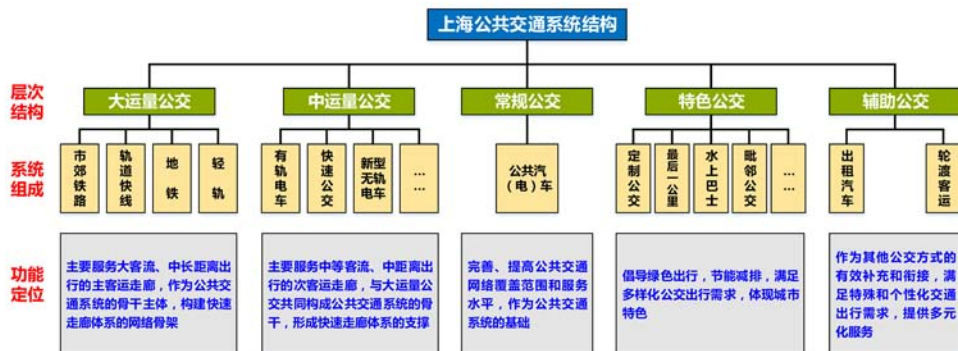 上海公共交通系统结构
层次
结构
大运量公交
中运量公交
常规公交
特色公交
辅助公交
系统
组成
市郊铁路
轨道快线
地铁
轻轨
有轨电车
快速公交
新型
无轨
电车
……
公共汽
（电）车
定制公交
最后一公里
水上巴士
毗邻公交
……
出租汽车
轮渡客运
功能
定位
主要服务大客流、中长距离出
行的主客运走廊，作为公共交
通系统的骨干主体，构建快速
走廊体系的网络骨架
主要服务中等客流、中距离出
行的次客运走廊，与大运量公
交共同构成公共交通系统的骨
干，形成快速走廊体系的支撑
完善、提高公共交通
网络覆盖范围和服务
水平，作为公共交通
系统的基础
倡导绿色出行，节能减排，满足
多样化公交出行需求，体现城市
特色
作为其他公交方式的
有效补充和衔接，满
足特殊和个性化交通
出行需求，提供多元
化服务